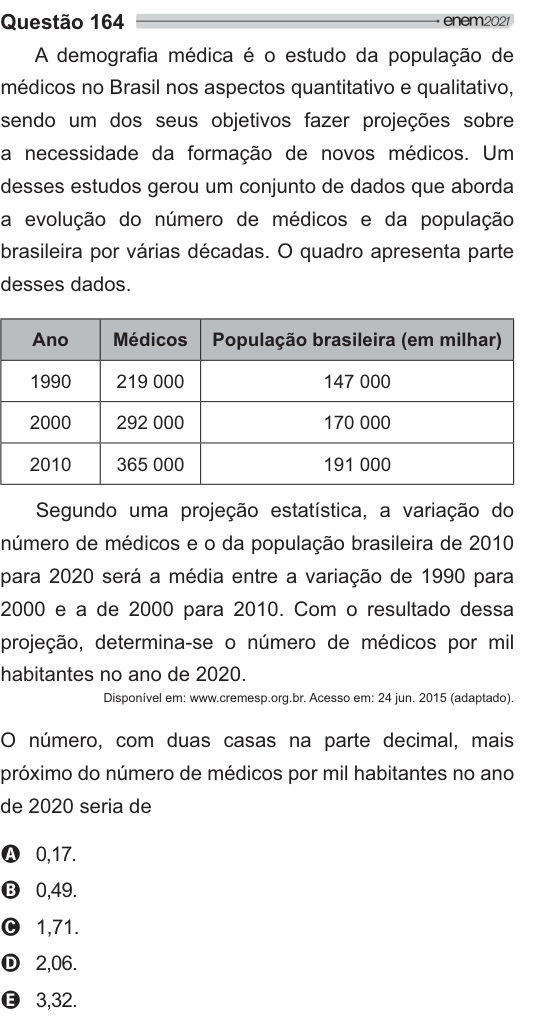 Questão 164 enem2021
A demografia médica é o estudo da população de
médicos no Brasil nos aspectos quantitativo e qualitativo,
sendo um dos seus objetivos fazer projeções sobre
a necessidade da formação de novos médicos. Um
desses estudos gerou um conjunto de dados que aborda
a evolução do número de médicos e da população
brasileira por várias décadas. O quadro apresenta parte
desses dados.
Ano Médicos População brasileira (em milhar)
1990 219 000 147 000
2000 292 000 170 000
2010 365 000 191 000
Segundo uma projeção estatística, a variação do
número de médicos e o da população brasileira de 2010
para 2020 será a média entre a variação de 1990 para
2000 e a de 2000 para 2010. Com o resultado dessa
projeção, determina-se o número de médicos por mil
habitantes no ano de 2020.
Disponível em: www.cremesp.org.br. Acesso em: 24 jun. 2015 (adaptado).
O número, com duas casas na parte decimal, mais
próximo do número de médicos por mil habitantes no ano
de 2020 seria de
A 0,17.
B 0,49.
C 1,71.
D 2,06.
E 3,32.